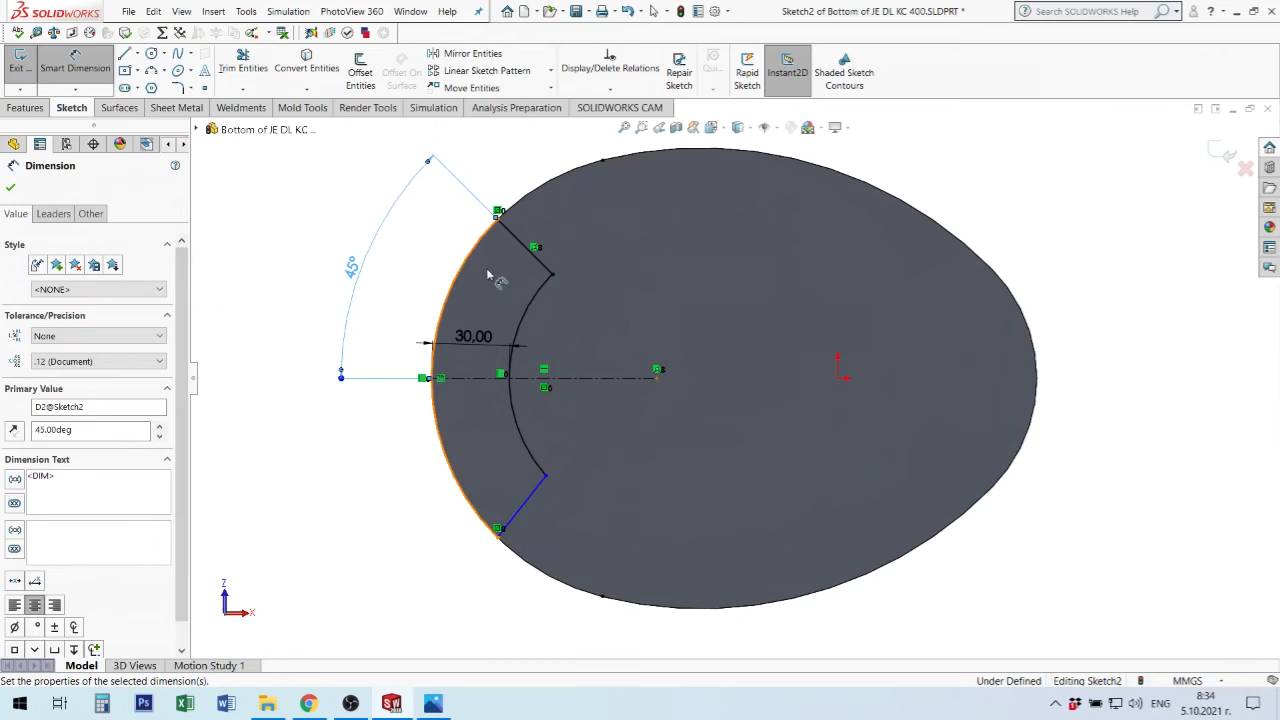 SOLIDWORKS
File
Edit
View
Insert
Tools
Simulation
PhotoView 360
Window
Help
Sketch2 of Bottom of JE DL KC 400.SLDPRT *
Search SOLIDWORKS Help
Exit ...
Smart Dimension
Trim Entities
Convert Entities
Offset Entities
Offset On Surface
Mirror Entities
Linear Sketch Pattern
Move Entities
Display/Delete Relations
Repair Sketch
Qui...
Rapid Sketch
Instant2D
Shaded Sketch Contours
Features
Sketch
Surfaces
Sheet Metal
Weldments
Mold Tools
Render Tools
Simulation
Analysis Preparation
SOLIDWORKS CAM
Bottom of JE DL KC ...
Dimension
Value
Leaders
Other
Style
<NONE>
Tolerance/Precision
None
.12 (Document)
Primary Value
D2@Sketch2
45.00deg
Dimension Text
<DIM>
45°
30,00
Z
X
Model
3D Views
Motion Study 1
Set the properties of the selected dimension(s).
Under Defined
Editing Sketch2
MMGS
8:34
5.10.2021 г.